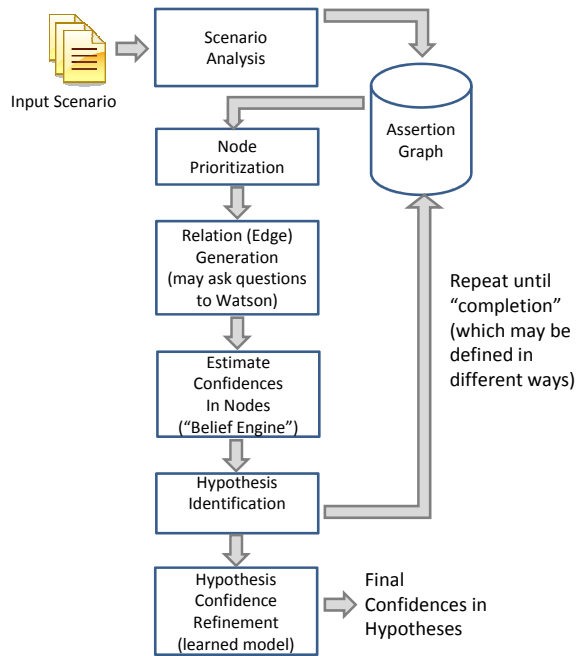 Input Scenario
Scenario
Analysis
Assertion
Graph
Node
Prioritization
Relation (Edge)
Generation
(may ask questions
to Watson)
Estimate
Confidences
In Nodes
(“Belief Engine”)
Hypothesis
Identification
Repeat until
“completion”
(which may be
defined in
different ways)
Hypothesis
Confidence
Refinement
(learned model)
Final
Confidences in
Hypotheses